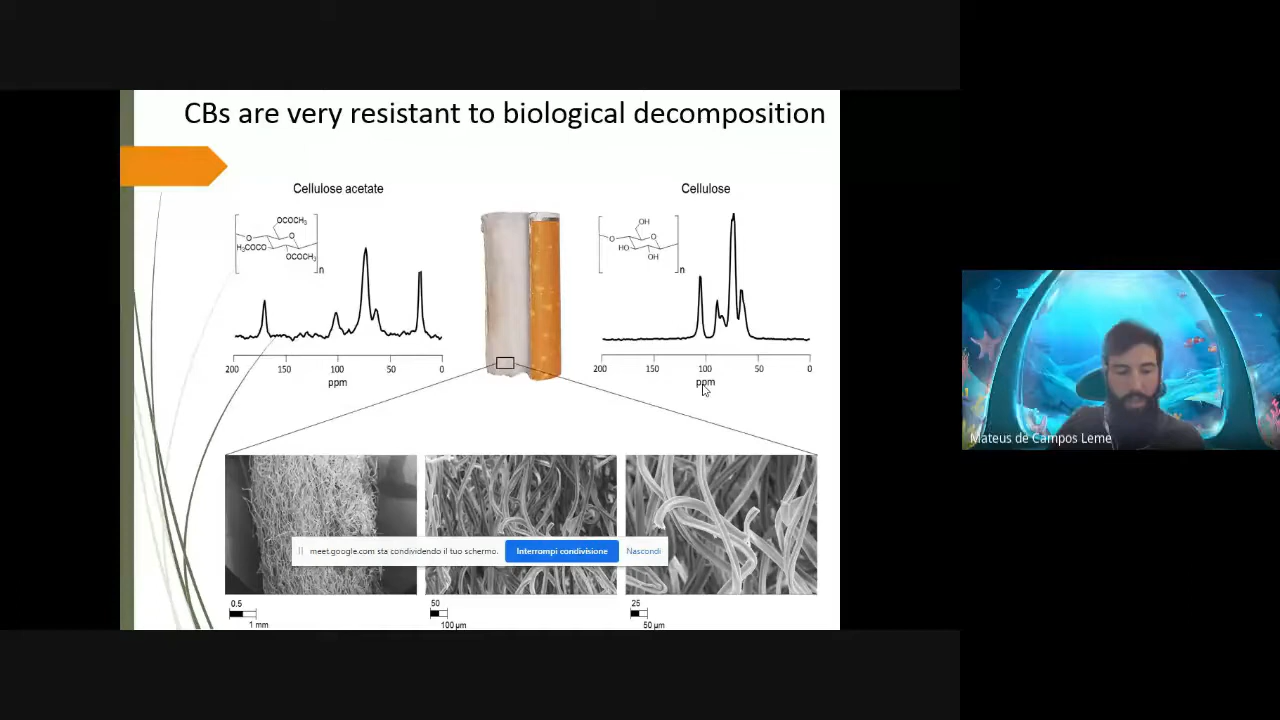 CBs are very resistant to biological decomposition
Cellulose acetate
Cellulose
OCOCH₃
O
O
H₃COCO
OCOCH₃
n
OH
O
O
HO
OH
n
200 150 100 50 0
ppm
200 150 100 50 0
ppm
Mateus de Campos Leme
meet.google.com sta condividendo il tuo schermo.
Interrompi condivisione
Nascondi
0.5
1 mm
50
100 µm
25
50 µm